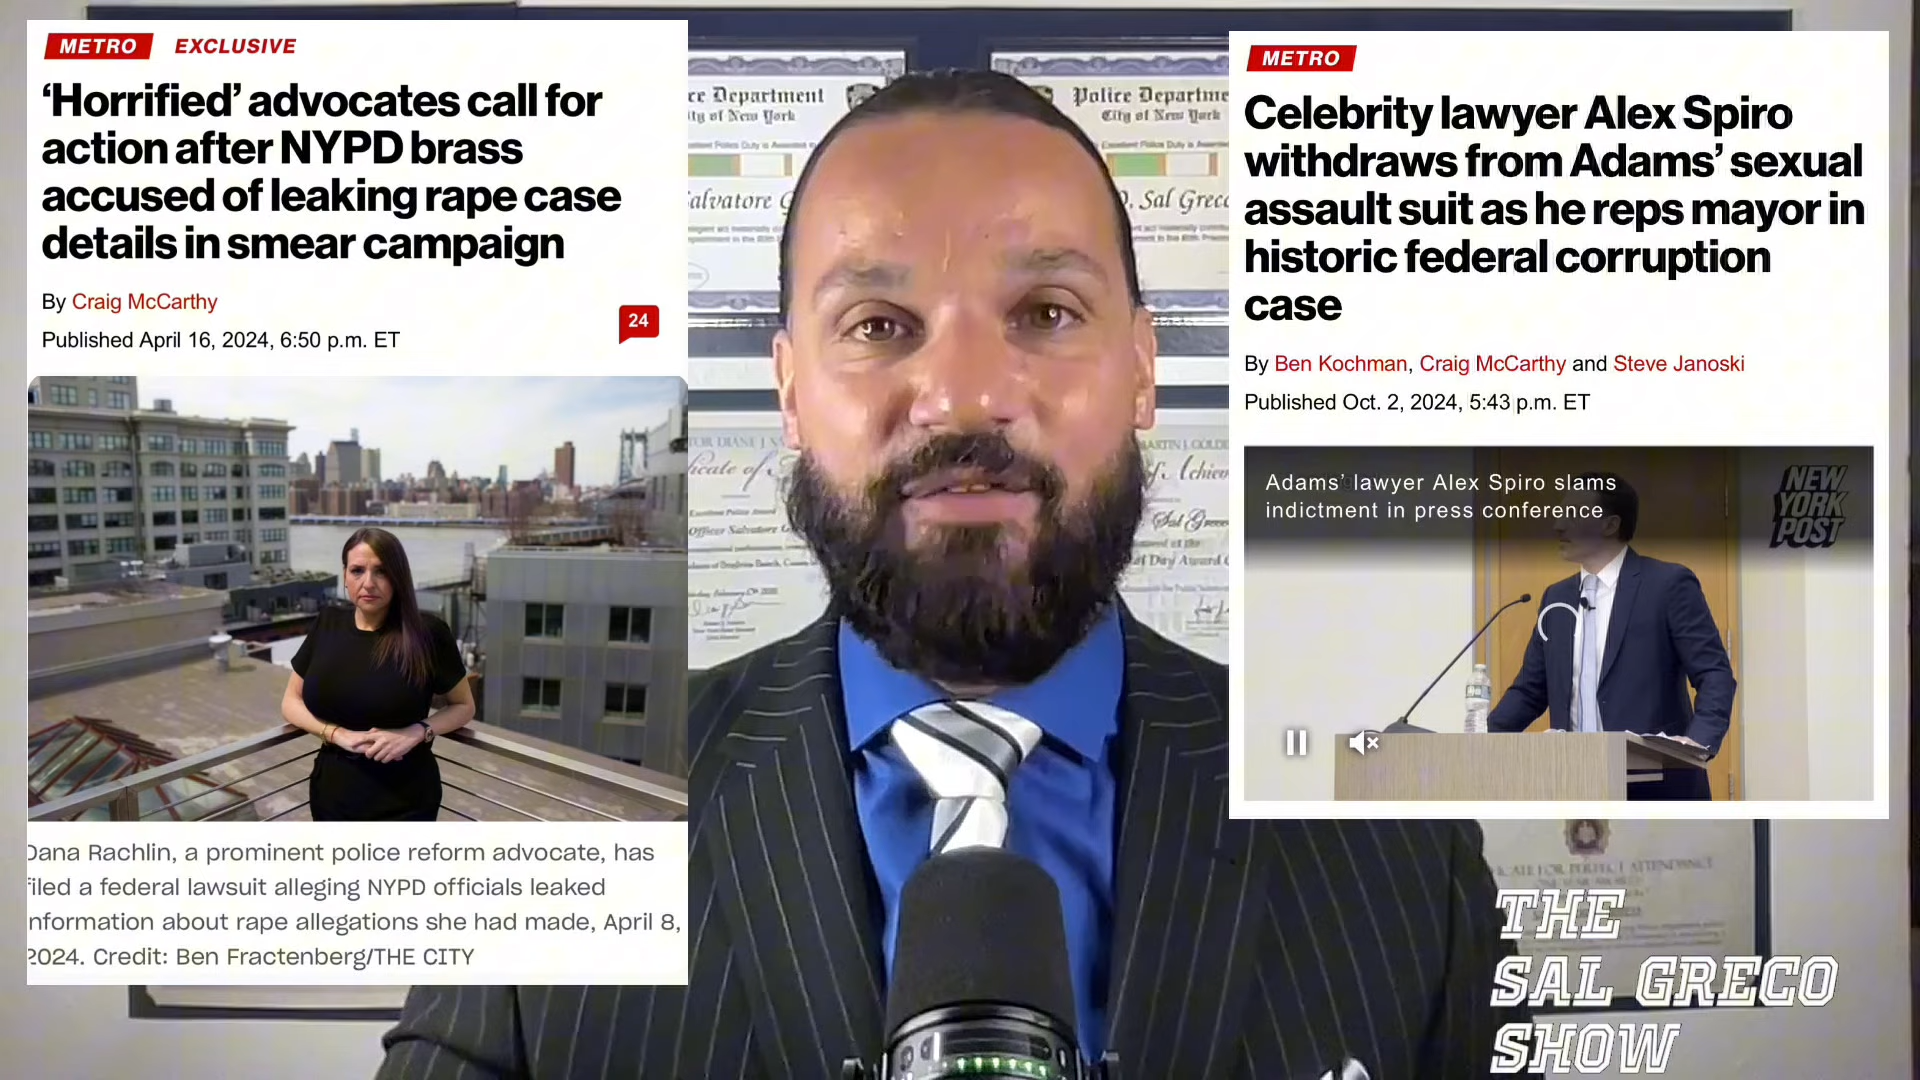 METRO EXCLUSIVE
‘Horrified’ advocates call for
action after NYPD brass
accused of leaking rape case
details in smear campaign
By Craig McCarthy
Published April 16, 2024, 6:50 p.m. ET
24
Dana Rachlin, a prominent police reform advocate, has
filed a federal lawsuit alleging NYPD officials leaked
information about rape allegations she had made, April 8,
2024. Credit: Ben Fractenberg/THE CITY
ce Department
ity of New York
alvatore G
Police Departme
City of New York
. Sal Grec
METRO
Celebrity lawyer Alex Spiro
withdraws from Adams’ sexual
assault suit as he reps mayor in
historic federal corruption
case
By Ben Kochman, Craig McCarthy and Steve Janoski
Published Oct. 2, 2024, 5:43 p.m. ET
Adams’ lawyer Alex Spiro slams
indictment in press conference
NEW
YORK
POST
THE
SAL GRECO
SHOW